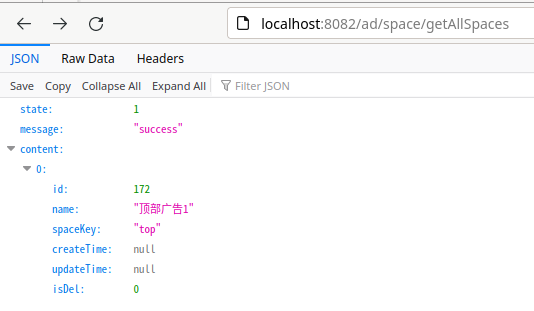 localhost:8082/ad/space/getAllSpaces
JSON Raw Data Headers
Save Copy Collapse All Expand All Filter JSON
state: 1
message: "success"
content:
0:
id: 172
name: "顶部广告1"
spaceKey: "top"
createTime: null
updateTime: null
isDel: 0